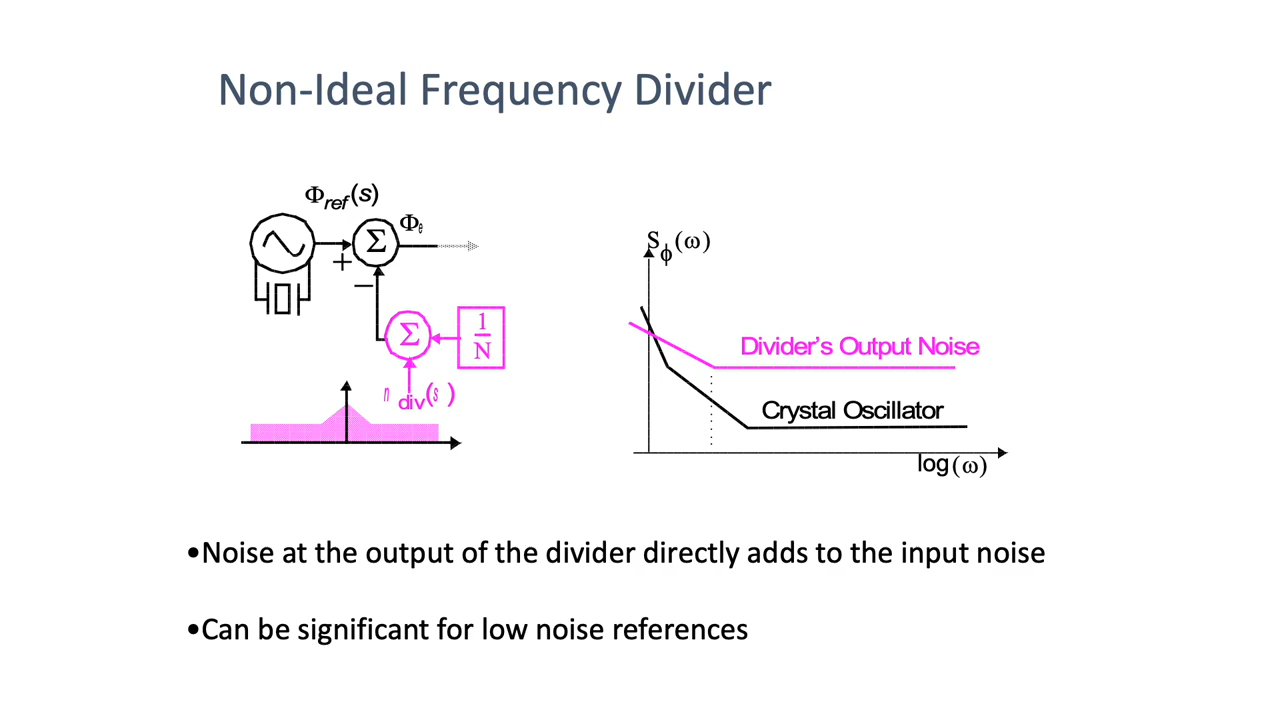 Non-Ideal Frequency Divider
Φref(s)
Σ
Φe
+
−
Σ
1
N
n div(s )
Sϕ(ω)
Divider’s Output Noise
Crystal Oscillator
log(ω)
•Noise at the output of the divider directly adds to the input noise
•Can be significant for low noise references